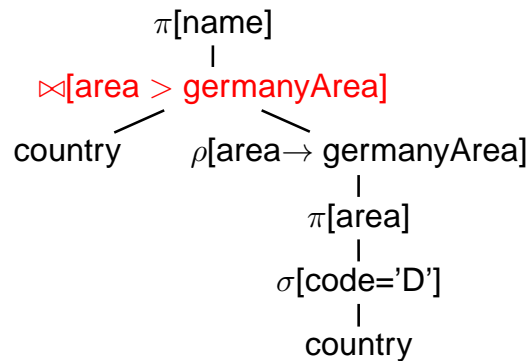 π[name]
⋈[area > germanyArea]
country ρ[area→ germanyArea]
π[area]
σ[code='D']
country